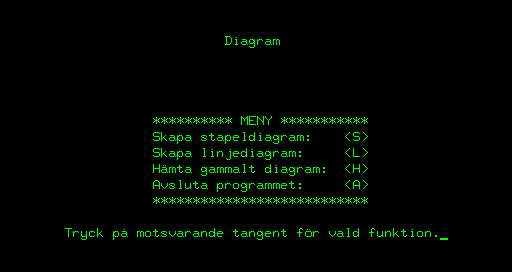 Diagram
********** MENY ***********
Skapa stapeldiagram: <S>
Skapa linjediagram: <L>
Hämta gammalt diagram: <H>
Avsluta programmet: <A>
***************************
Tryck på motsvarande tangent för vald funktion._